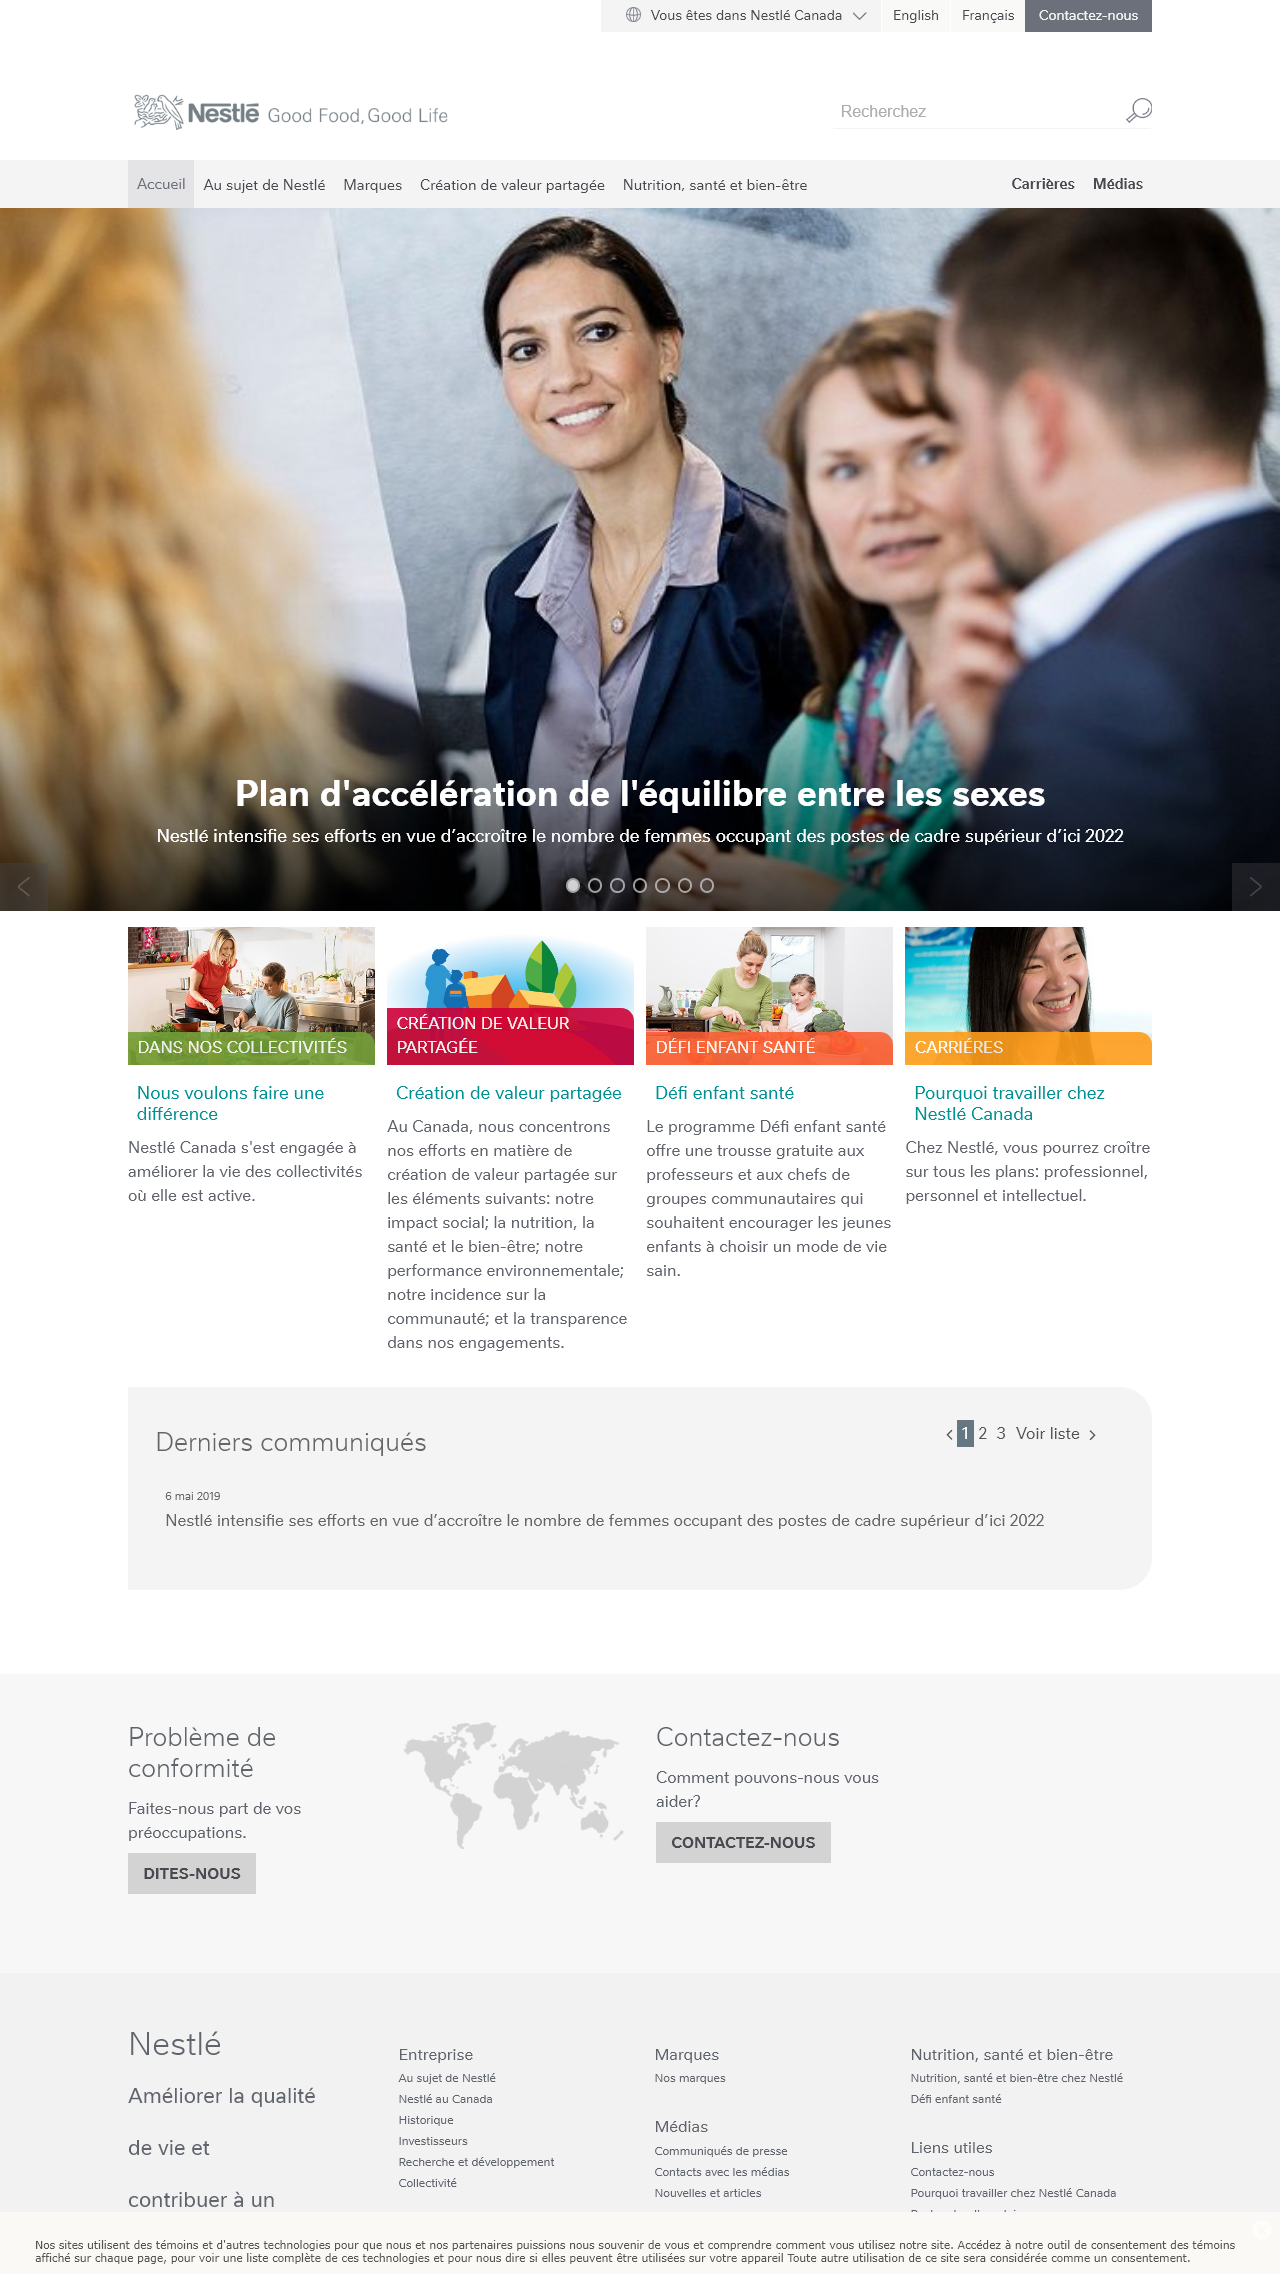 Vous êtes dans Nestlé Canada
English
Français
Contactez-nous
Nestlé Good Food, Good Life
Recherchez
Accueil
Au sujet de Nestlé
Marques
Création de valeur partagée
Nutrition, santé et bien-être
Carrières
Médias
Plan d'accélération de l'équilibre entre les sexes
Nestlé intensifie ses efforts en vue d’accroître le nombre de femmes occupant des postes de cadre supérieur d’ici 2022
DANS NOS COLLECTIVITÉS
Nous voulons faire une
différence
Nestlé Canada s'est engagée à
améliorer la vie des collectivités
où elle est active.
CRÉATION DE VALEUR
PARTAGÉE
Création de valeur partagée
Au Canada, nous concentrons
nos efforts en matière de
création de valeur partagée sur
les éléments suivants: notre
impact social; la nutrition, la
santé et le bien-être; notre
performance environnementale;
notre incidence sur la
communauté; et la transparence
dans nos engagements.
DÉFI ENFANT SANTÉ
Défi enfant santé
Le programme Défi enfant santé
offre une trousse gratuite aux
professeurs et aux chefs de
groupes communautaires qui
souhaitent encourager les jeunes
enfants à choisir un mode de vie
sain.
CARRIÉRES
Pourquoi travailler chez
Nestlé Canada
Chez Nestlé, vous pourrez croître
sur tous les plans: professionnel,
personnel et intellectuel.
Derniers communiqués
1 2 3 Voir liste
6 mai 2019
Nestlé intensifie ses efforts en vue d’accroître le nombre de femmes occupant des postes de cadre supérieur d’ici 2022
Problème de
conformité
Faites-nous part de vos
préoccupations.
DITES-NOUS
Contactez-nous
Comment pouvons-nous vous
aider?
CONTACTEZ-NOUS
Nestlé
Améliorer la qualité
de vie et
contribuer à un
Entreprise
Au sujet de Nestlé
Nestlé au Canada
Historique
Investisseurs
Recherche et développement
Collectivité
Marques
Nos marques
Médias
Communiqués de presse
Contacts avec les médias
Nouvelles et articles
Nutrition, santé et bien-être
Nutrition, santé et bien-être chez Nestlé
Défi enfant santé
Liens utiles
Contactez-nous
Pourquoi travailler chez Nestlé Canada
Nos sites utilisent des témoins et d'autres technologies pour que nous et nos partenaires puissions nous souvenir de vous et comprendre comment vous utilisez notre site. Accédez à notre outil de consentement des témoins
affiché sur chaque page, pour voir une liste complète de ces technologies et pour nous dire si elles peuvent être utilisées sur votre appareil Toute autre utilisation de ce site sera considérée comme un consentement.